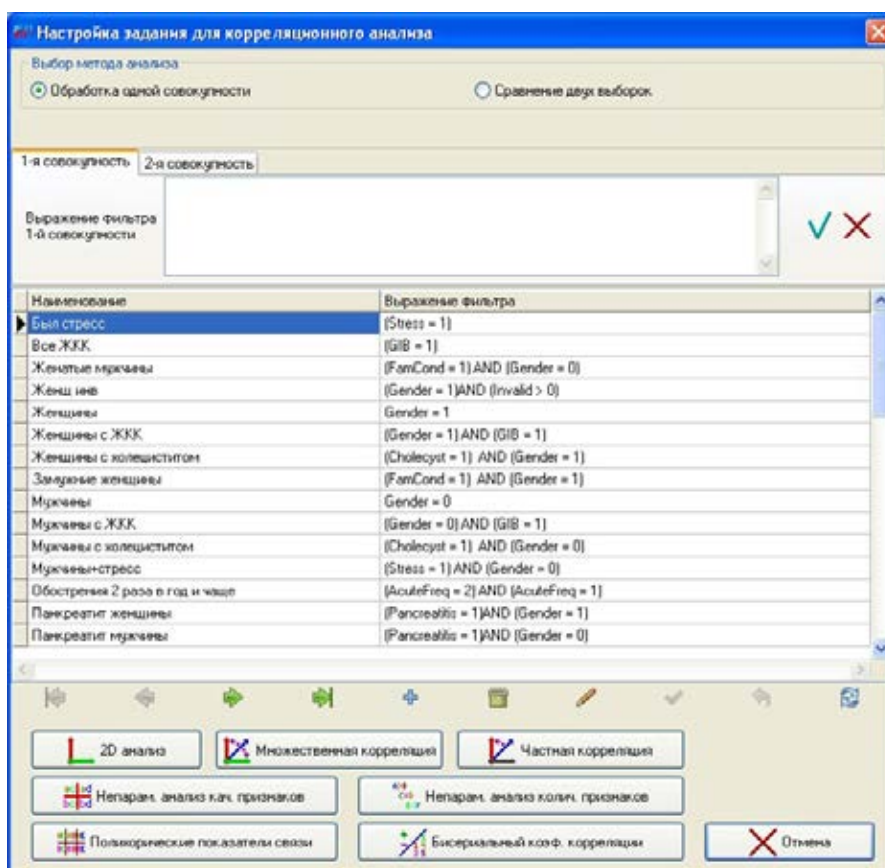 Настройка задания для корреляционного анализа
Выбор метода анализа
Обработка одной совокупности
Сравнение двух выборок
1-я совокупность 2-я совокупность
Выражение фильтра
1-й совокупности
Наименование Выражение фильтра
Был стресс (Stress = 1)
Все ЖКК (GIB = 1)
Женатые мужчины (FamCond = 1) AND (Gender = 0)
Женщ инв (Gender = 1)AND (Invalid > 0)
Женщины Gender = 1
Женщины с ЖКК (Gender = 1) AND (GIB = 1)
Женщины с холециститом (Cholecyst = 1) AND (Gender = 1)
Замужние женщины (FamCond = 1) AND (Gender = 1)
Мужчины Gender = 0
Мужчины с ЖКК (Gender = 0) AND (GIB = 1)
Мужчины с холециститом (Cholecyst = 1) AND (Gender = 0)
Мужчины+стресс (Stress = 1) AND (Gender = 0)
Обострения 2 раза в год и чаще (AcuteFreq = 2) AND (AcuteFreq = 1)
Панкреатит женщины (Pancreatitis = 1)AND (Gender = 1)
Панкреатит мужчины (Pancreatitis = 1)AND (Gender = 0)
2D анализ Множественная корреляция Частная корреляция
Непарам. анализ кач. признаков Непарам. анализ колич. признаков
Полихорические показатели связи Бисериальный коэф. корреляции Отмена